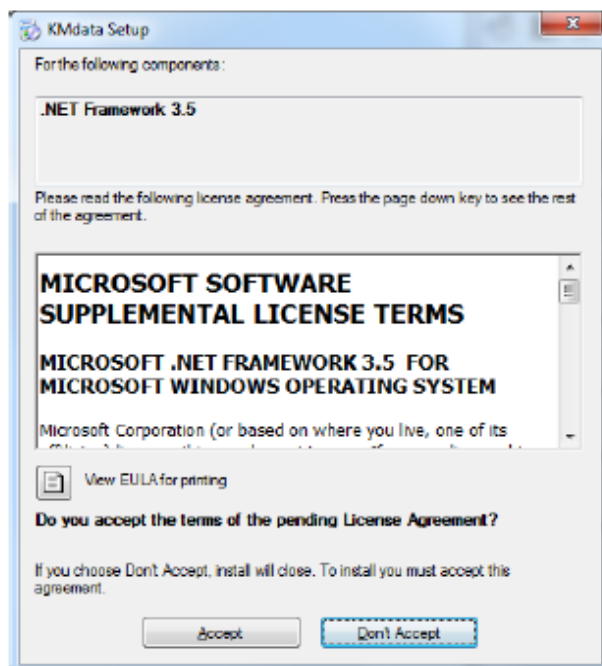 KMdata Setup
For the following components:
.NET Framework 3.5
Please read the following license agreement. Press the page down key to see the rest
of the agreement.
MICROSOFT SOFTWARE
SUPPLEMENTAL LICENSE TERMS
MICROSOFT .NET FRAMEWORK 3.5 FOR
MICROSOFT WINDOWS OPERATING SYSTEM
Microsoft Corporation (or based on where you live, one of its
View EULA for printing
Do you accept the terms of the pending License Agreement?
If you choose Don't Accept, install will close. To install you must accept this
agreement.
Accept
Don't Accept